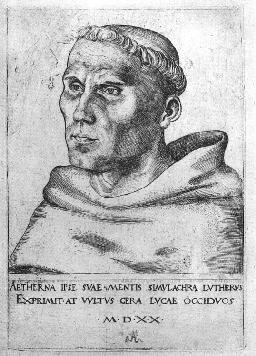 AETHERNA IPSE SVAE MENTIS SIMVLACHRA LVTHERVS
EXPRIMIT·AT VVLTVS CERA LVCAE OCCIDVOS
·M·D·XX·